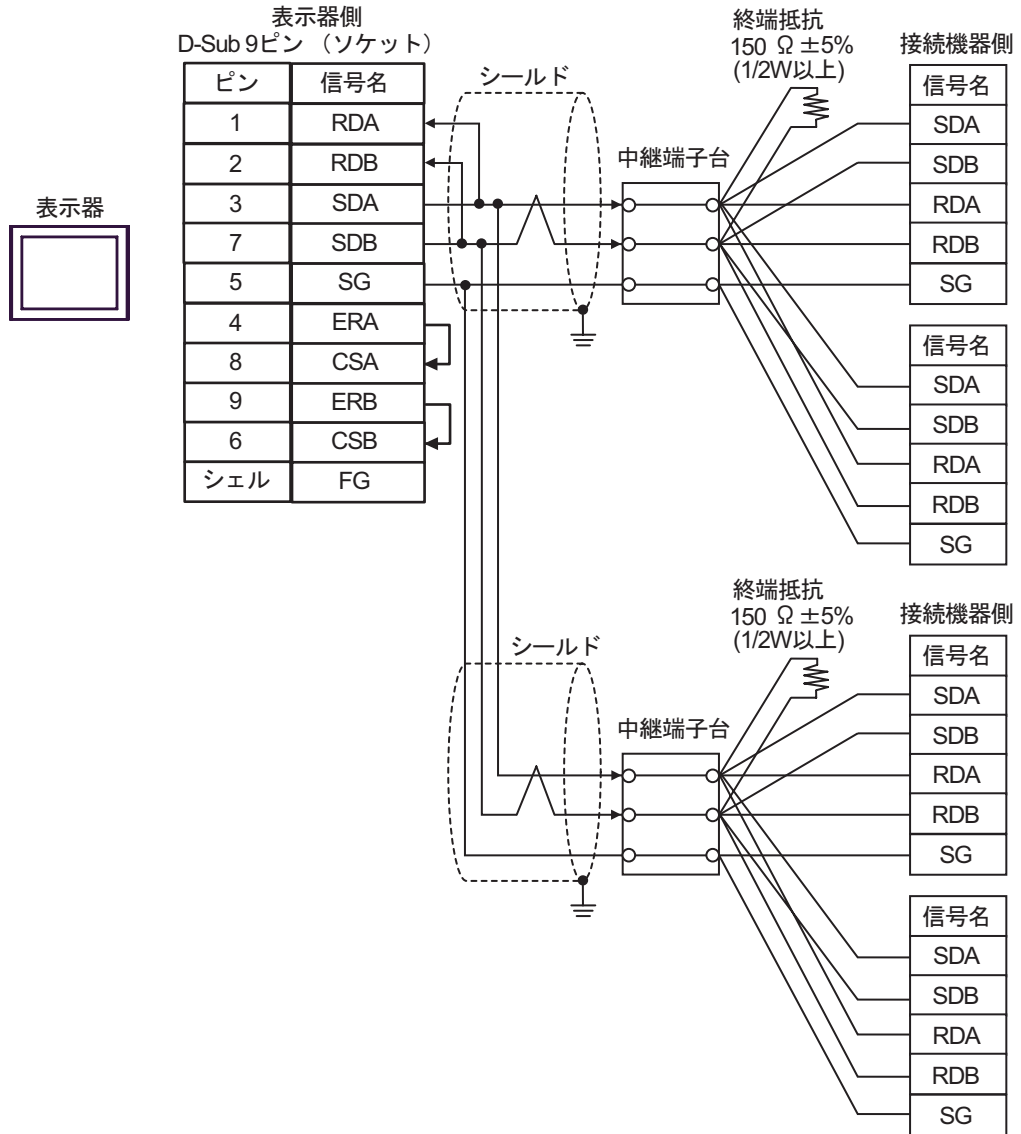 表示器側
D-Sub 9ピン （ソケット）
ピン 信号名
1 RDA
2 RDB
3 SDA
7 SDB
5 SG
4 ERA
8 CSA
9 ERB
6 CSB
シェル FG
表示器
シールド
中継端子台
終端抵抗
150 Ω ±5%
(1/2W以上)
接続機器側
信号名
SDA
SDB
RDA
RDB
SG
信号名
SDA
SDB
RDA
RDB
SG
シールド
中継端子台
終端抵抗
150 Ω ±5%
(1/2W以上)
接続機器側
信号名
SDA
SDB
RDA
RDB
SG
信号名
SDA
SDB
RDA
RDB
SG